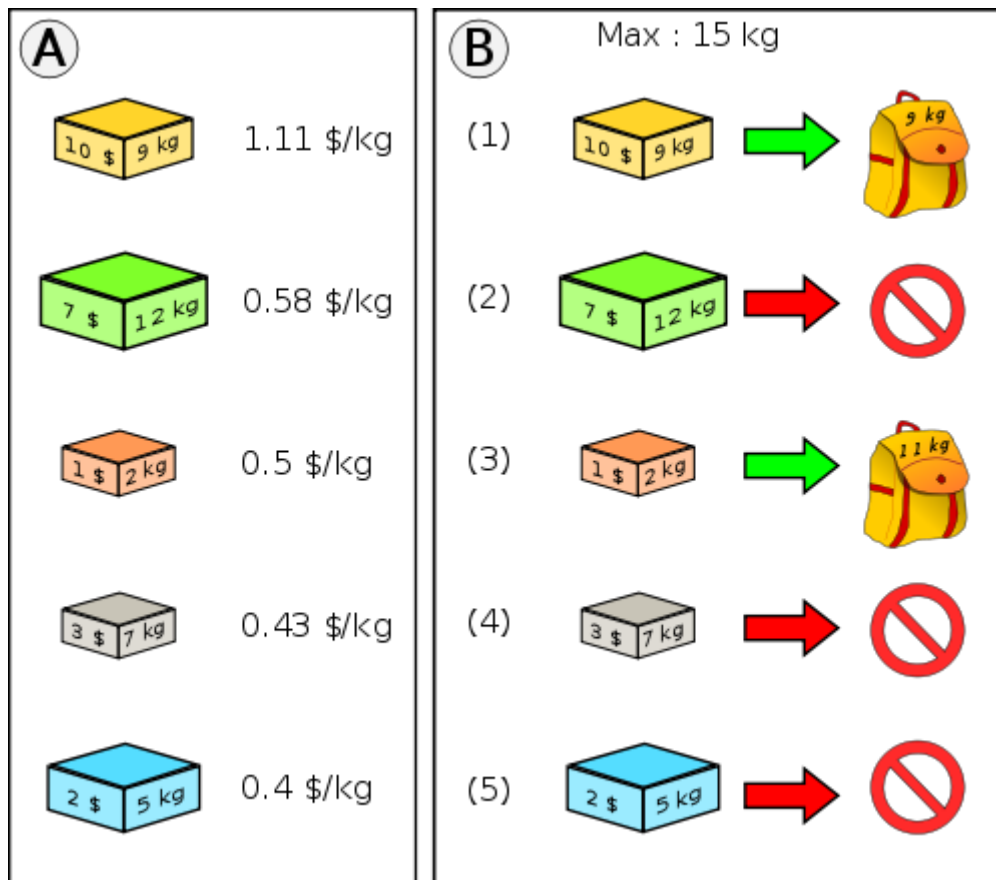 A
10 $ 9 kg 1.11 $/kg
7 $ 12 kg 0.58 $/kg
1 $ 2 kg 0.5 $/kg
3 $ 7 kg 0.43 $/kg
2 $ 5 kg 0.4 $/kg
B
Max : 15 kg
(1) 10 $ 9 kg 9 kg
(2) 7 $ 12 kg
(3) 1 $ 2 kg 11 kg
(4) 3 $ 7 kg
(5) 2 $ 5 kg